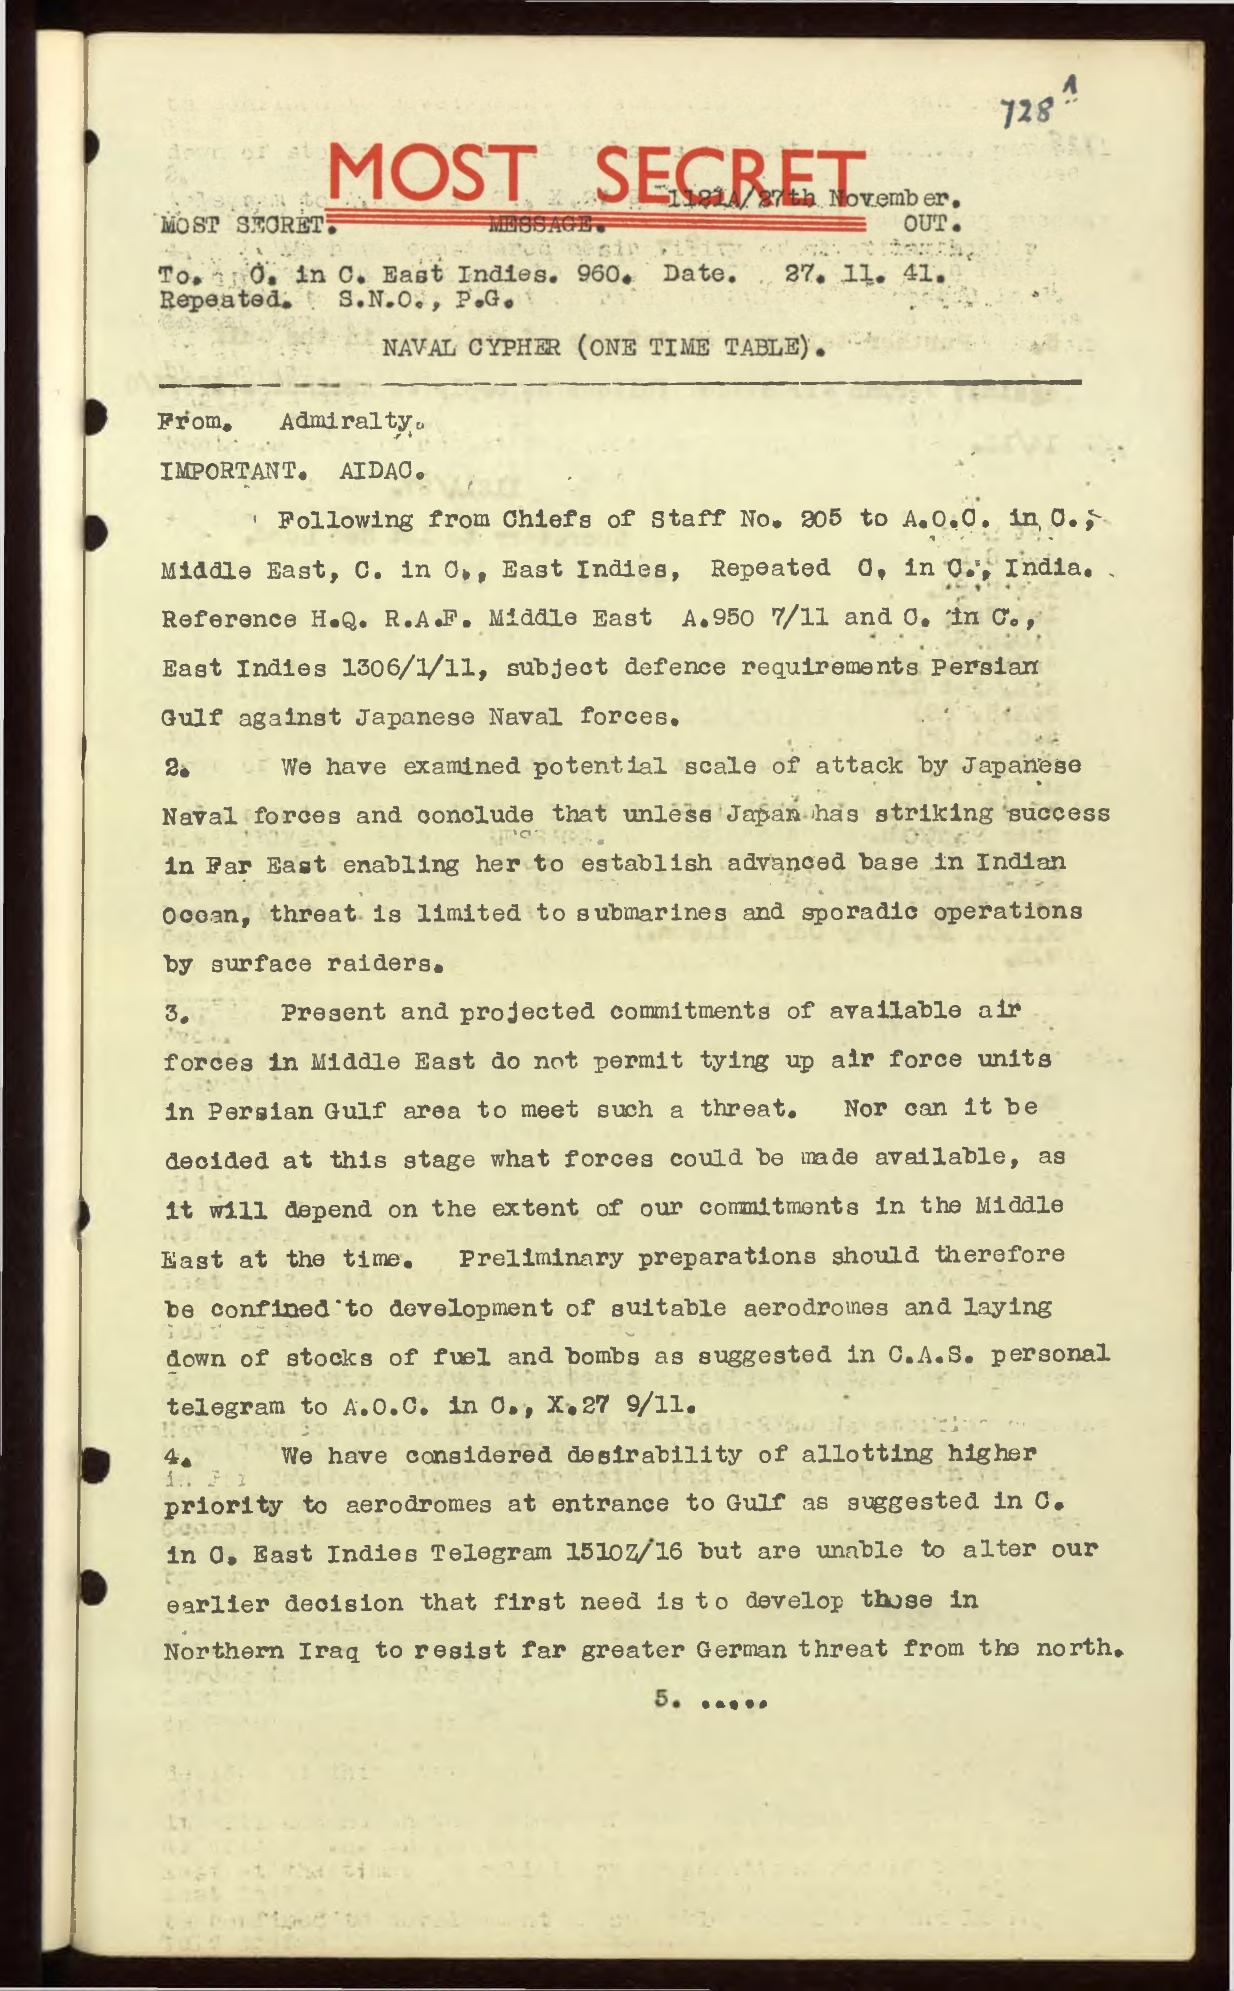 728 A
MOST SECRET
1121A/27th November.
MOST SECRET. MESSAGE. OUT.
To. C. in C. East Indies. 960. Date. 27. 11. 41.
Repeated. S.N.O., P.G.
NAVAL CYPHER (ONE TIME TABLE).
From. Admiralty.
IMPORTANT. AIDAC.
Following from Chiefs of Staff No. 205 to A.O.C. in C.,
Middle East, C. in C., East Indies, Repeated C. in C., India.
Reference H.Q. R.A.F. Middle East A.950 7/11 and C. in C.,
East Indies 1306/1/11, subject defence requirements Persian
Gulf against Japanese Naval forces.
2. We have examined potential scale of attack by Japanese
Naval forces and conclude that unless Japan has striking success
in Far East enabling her to establish advanced base in Indian
Ocean, threat is limited to submarines and sporadic operations
by surface raiders.
3. Present and projected commitments of available air
forces in Middle East do not permit tying up air force units
in Persian Gulf area to meet such a threat. Nor can it be
decided at this stage what forces could be made available, as
it will depend on the extent of our commitments in the Middle
East at the time. Preliminary preparations should therefore
be confined to development of suitable aerodromes and laying
down of stocks of fuel and bombs as suggested in C.A.S. personal
telegram to A.O.C. in C., X.27 9/11.
4. We have considered desirability of allotting higher
priority to aerodromes at entrance to Gulf as suggested in C.
in C. East Indies Telegram 1510Z/16 but are unable to alter our
earlier decision that first need is to develop those in
Northern Iraq to resist far greater German threat from the north.
5. .....